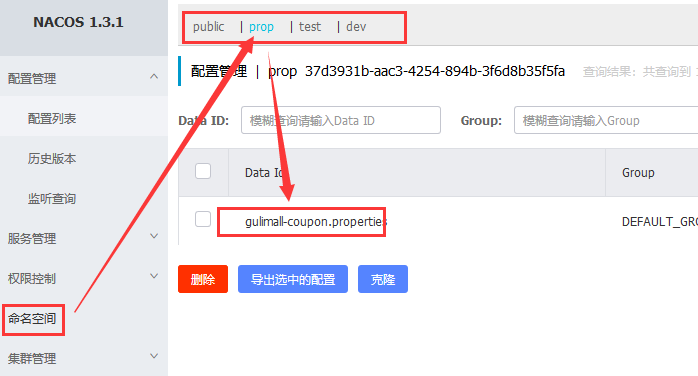 NACOS 1.3.1
配置管理
配置列表
历史版本
监听查询
服务管理
权限控制
命名空间
集群管理
public | prop | test | dev
配置管理 | prop 37d3931b-aac3-4254-894b-3f6d8b35f5fa 查询结果：共查询到
Data ID: 模糊查询请输入Data ID Group: 模糊查询请输入Group
Data Id Group
gulimall-coupon.properties DEFAULT_GRO
删除 导出选中的配置 克隆